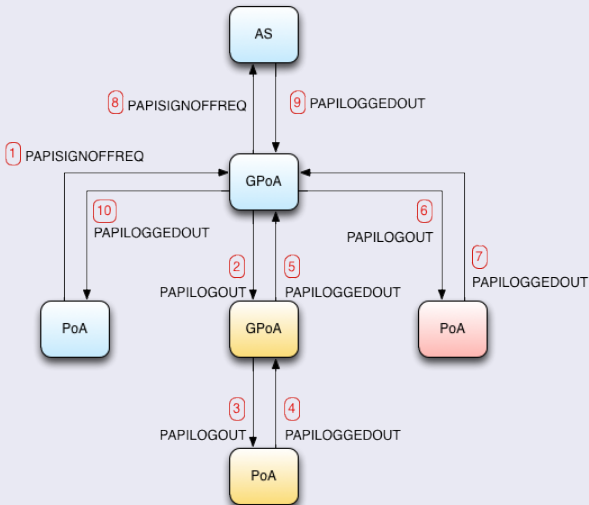 AS
8 PAPISIGNOFFREQ
9 PAPILOGGEDOUT
1 PAPISIGNOFFREQ
GPoA
10
PAPILOGGEDOUT
6
PAPILOGOUT
7
PAPILOGGEDOUT
2
PAPILOGOUT
5
PAPILOGGEDOUT
PoA
GPoA
PoA
3
PAPILOGOUT
4
PAPILOGGEDOUT
PoA